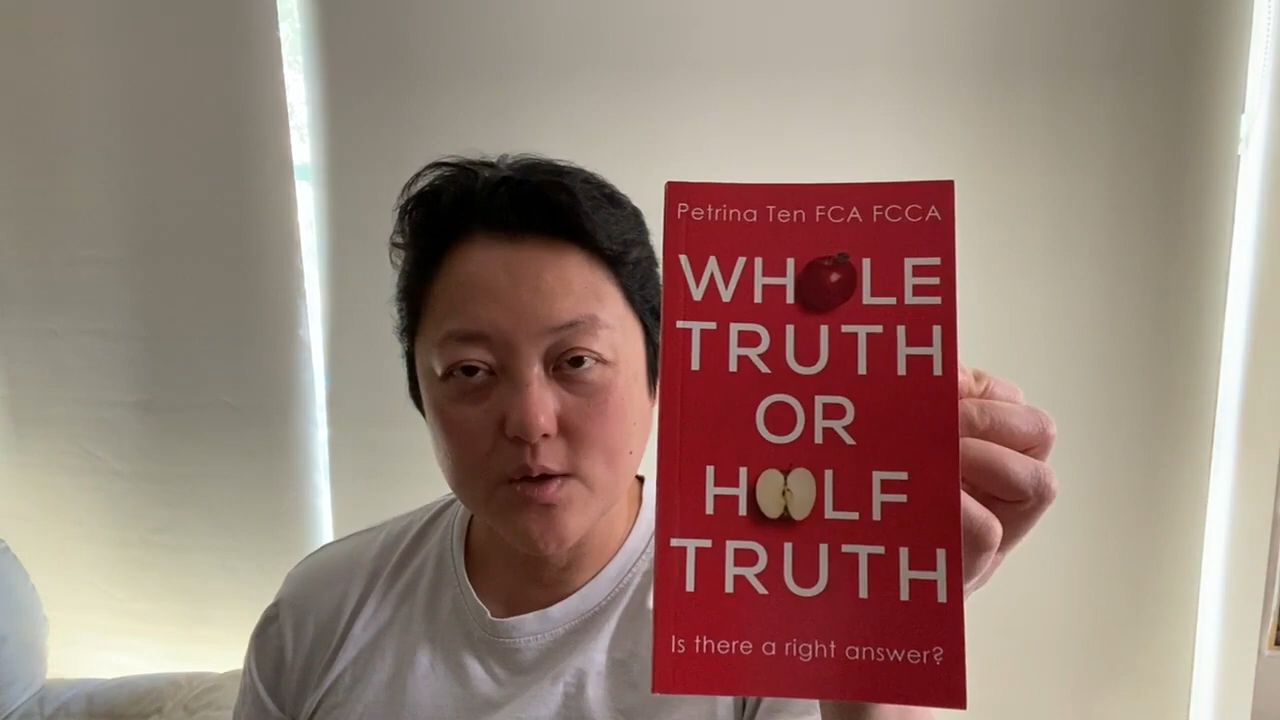 Petrina Ten FCA FCCA
WHOLE
TRUTH
OR
HALF
TRUTH
Is there a right answer?